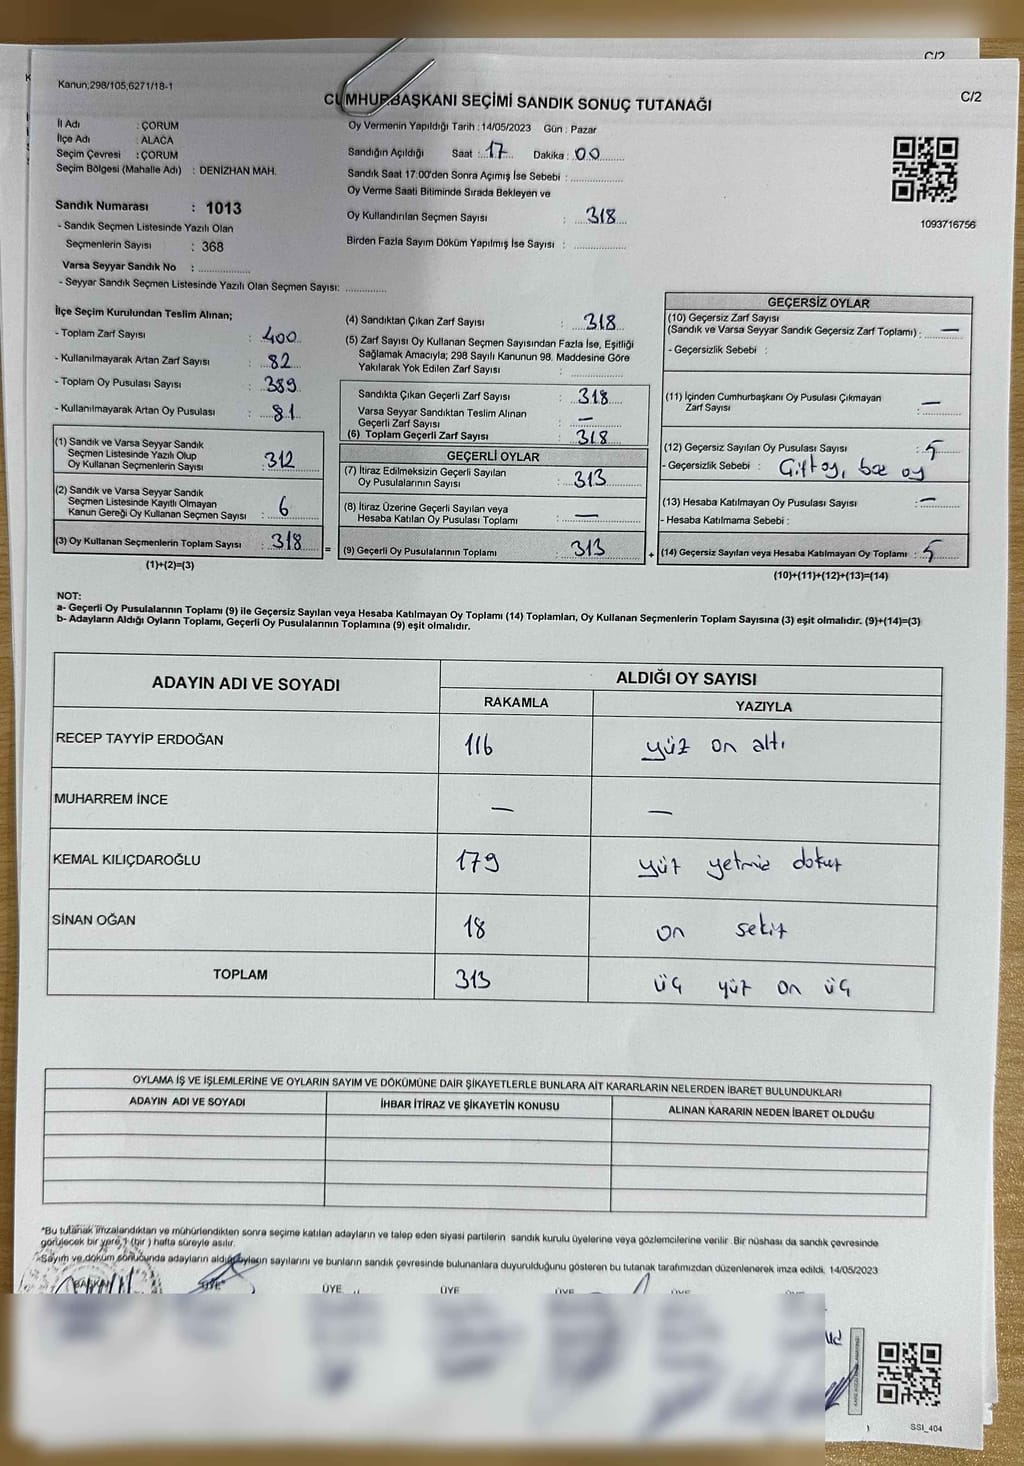 C/2
Kanun;298/105,6271/18-1
CUMHURBAŞKANI SEÇİMİ SANDIK SONUÇ TUTANAĞI
C/2
İl Adı : ÇORUM
İlçe Adı : ALACA
Seçim Çevresi : ÇORUM
Seçim Bölgesi (Mahalle Adı) : DENİZHAN MAH.
Sandık Numarası : 1013
- Sandık Seçmen Listesinde Yazılı Olan
Seçmenlerin Sayısı : 368
Varsa Seyyar Sandık No : ................
- Seyyar Sandık Seçmen Listesinde Yazılı Olan Seçmen Sayısı: ............
Oy Vermenin Yapıldığı Tarih : 14/05/2023 Gün : Pazar
Sandığın Açıldığı Saat : 17 Dakika : 00
Sandık Saat 17:00'den Sonra Açımış İse Sebebi : ................
Oy Verme Saati Bitiminde Sırada Bekleyen ve
Oy Kullandırılan Seçmen Sayısı : 318
Birden Fazla Sayım Döküm Yapılmış İse Sayısı : ................
1093716756
İlçe Seçim Kurulundan Teslim Alınan;
- Toplam Zarf Sayısı : 400
- Kullanılmayarak Artan Zarf Sayısı : 82
- Toplam Oy Pusulası Sayısı : 389
- Kullanılmayarak Artan Oy Pusulası : 81
(1) Sandık ve Varsa Seyyar Sandık
Seçmen Listesinde Yazılı Olup
Oy Kullanan Seçmenlerin Sayısı : 312
(2) Sandık ve Varsa Seyyar Sandık
Seçmen Listesinde Kayıtlı Olmayan
Kanun Gereği Oy Kullanan Seçmen Sayısı : 6
(3) Oy Kullanan Seçmenlerin Toplam Sayısı : 318
(1)+(2)=(3)
(4) Sandıktan Çıkan Zarf Sayısı : 318
(5) Zarf Sayısı Oy Kullanan Seçmen Sayısından Fazla İse, Eşitliği
Sağlamak Amacıyla; 298 Sayılı Kanunun 98. Maddesine Göre
Yakılarak Yok Edilen Zarf Sayısı : ................
Sandıkta Çıkan Geçerli Zarf Sayısı : 318
Varsa Seyyar Sandıktan Teslim Alınan
Geçerli Zarf Sayısı : —
(6) Toplam Geçerli Zarf Sayısı : 318
GEÇERLİ OYLAR
(7) İtiraz Edilmeksizin Geçerli Sayılan
Oy Pusulalarının Sayısı : 313
(8) İtiraz Üzerine Geçerli Sayılan veya
Hesaba Katılan Oy Pusulası Toplamı : —
= (9) Geçerli Oy Pusulalarının Toplamı : 313
GEÇERSİZ OYLAR
(10) Geçersiz Zarf Sayısı
(Sandık ve Varsa Seyyar Sandık Geçersiz Zarf Toplamı) : —
- Geçersizlik Sebebi :
(11) İçinden Cumhurbaşkanı Oy Pusulası Çıkmayan
Zarf Sayısı : —
(12) Geçersiz Sayılan Oy Pusulası Sayısı : 5
- Geçersizlik Sebebi : Çift oy, boz oy
(13) Hesaba Katılmayan Oy Pusulası Sayısı : —
- Hesaba Katılmama Sebebi :
+ (14) Geçersiz Sayılan veya Hesaba Katılmayan Oy Toplamı : 5
(10)+(11)+(12)+(13)=(14)
NOT:
a- Geçerli Oy Pusulalarının Toplamı (9) ile Geçersiz Sayılan veya Hesaba Katılmayan Oy Toplamı (14) Toplamları, Oy Kullanan Seçmenlerin Toplam Sayısına (3) eşit olmalıdır. (9)+(14)=(3)
b- Adayların Aldığı Oyların Toplamı, Geçerli Oy Pusulalarının Toplamına (9) eşit olmalıdır.
ADAYIN ADI VE SOYADI ALDIĞI OY SAYISI
RAKAMLA YAZIYLA
RECEP TAYYİP ERDOĞAN 116 yüz on altı
MUHARREM İNCE — —
KEMAL KILIÇDAROĞLU 179 yüz yetmiş dokuz
SİNAN OĞAN 18 on sekiz
TOPLAM 313 üç yüz on üç
OYLAMA İŞ VE İŞLEMLERİNE VE OYLARIN SAYIM VE DÖKÜMÜNE DAİR ŞİKAYETLERLE BUNLARA AİT KARARLARIN NELERDEN İBARET BULUNDUKLARI
ADAYIN ADI VE SOYADI İHBAR İTİRAZ VE ŞİKAYETİN KONUSU ALINAN KARARIN NEDEN İBARET OLDUĞU
*Bu tutanak imzalandıktan ve mühürlendikten sonra seçime katılan adayların ve talep eden siyasi partilerin sandık kurulu üyelerine veya gözlemcilerine verilir. Bir nüshası da sandık çevresinde
görülecek bir yere 1 (bir) hafta süreyle asılır.
*Sayım ve döküm sonucunda adayların aldığı oyların sayılarını ve bunların sandık çevresinde bulunanlara duyurulduğunu gösteren bu tutanak tarafımızdan düzenlenerek imza edildi. 14/05/2023
BAŞKAN ÜYE ÜYE ÜYE ÜYE ÜYE
SSI_404